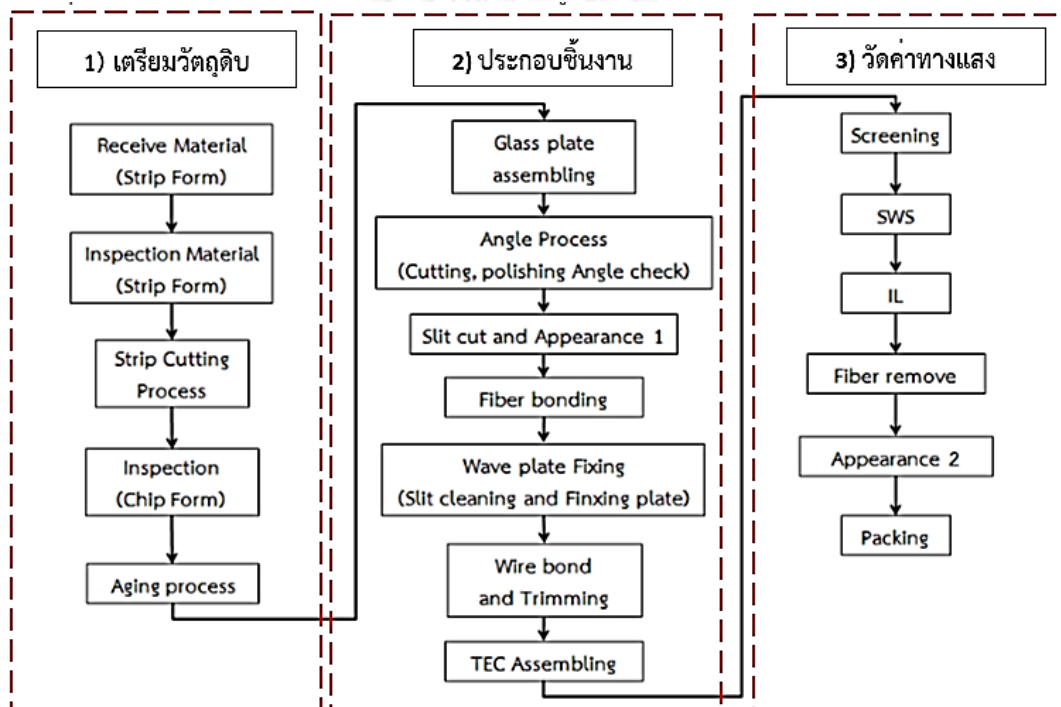 1) เตรียมวัตถุดิบ
Receive Material
(Strip Form)
Inspection Material
(Strip Form)
Strip Cutting
Process
Inspection
(Chip Form)
Aging process
2) ประกอบชิ้นงาน
Glass plate
assembling
Angle Process
(Cutting, polishing Angle check)
Slit cut and Appearance 1
Fiber bonding
Wave plate Fixing
(Slit cleaning and Finxing plate)
Wire bond
and Trimming
TEC Assembling
3) วัดค่าทางแสง
Screening
SWS
IL
Fiber remove
Appearance 2
Packing